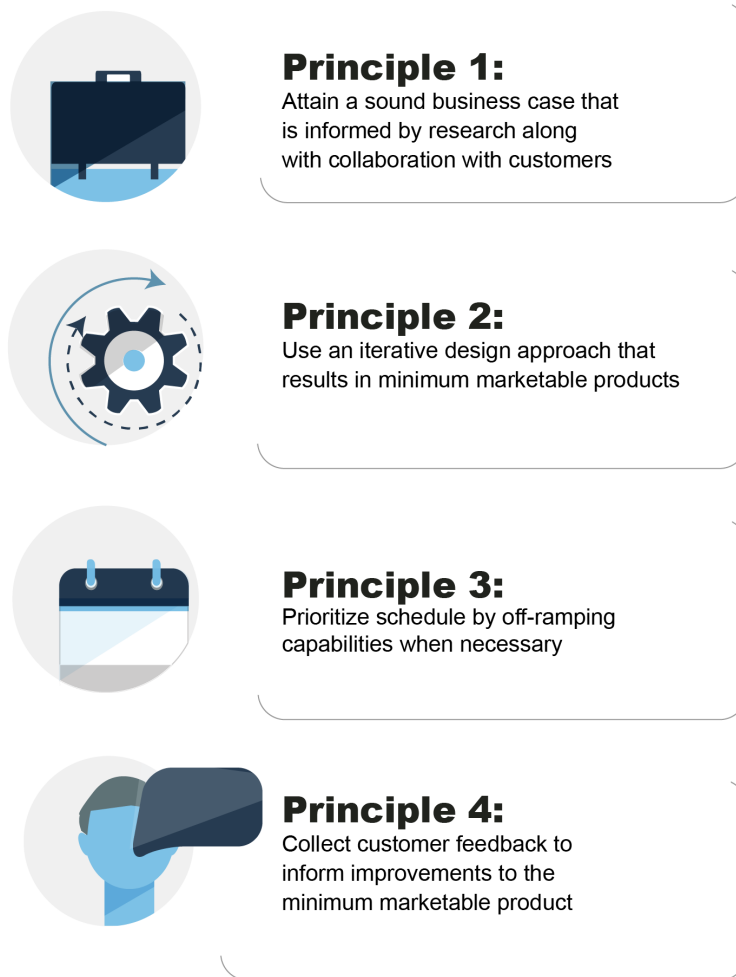 Principle 1:
Attain a sound business case that
is informed by research along
with collaboration with customers
Principle 2:
Use an iterative design approach that
results in minimum marketable products
Principle 3:
Prioritize schedule by off-ramping
capabilities when necessary
Principle 4:
Collect customer feedback to
inform improvements to the
minimum marketable product